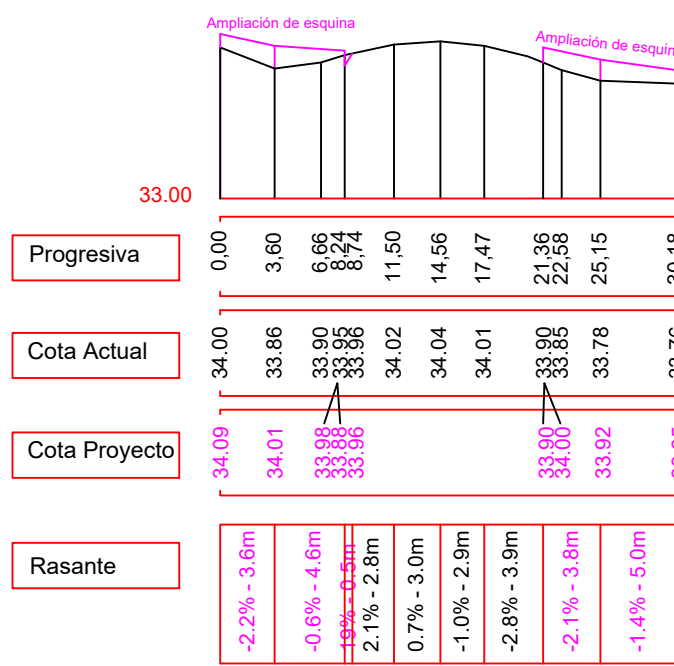 Ampliación de esquina
Ampliación de esquin
33.00
Progresiva
0,00
3,60
6,66
8,24
8,74
11,50
14,56
17,47
21,36
22,58
25,15
Cota Actual
34.00
33.86
33.90
33.95
33.96
34.02
34.04
34.01
33.90
33.85
33.78
Cota Proyecto
34.09
34.01
33.98
33.88
33.96
33.90
34.00
33.92
Rasante
-2.2% - 3.6m
-0.6% - 4.6m
19% - 0.5m
2.1% - 2.8m
0.7% - 3.0m
-1.0% - 2.9m
-2.8% - 3.9m
-2.1% - 3.8m
-1.4% - 5.0m